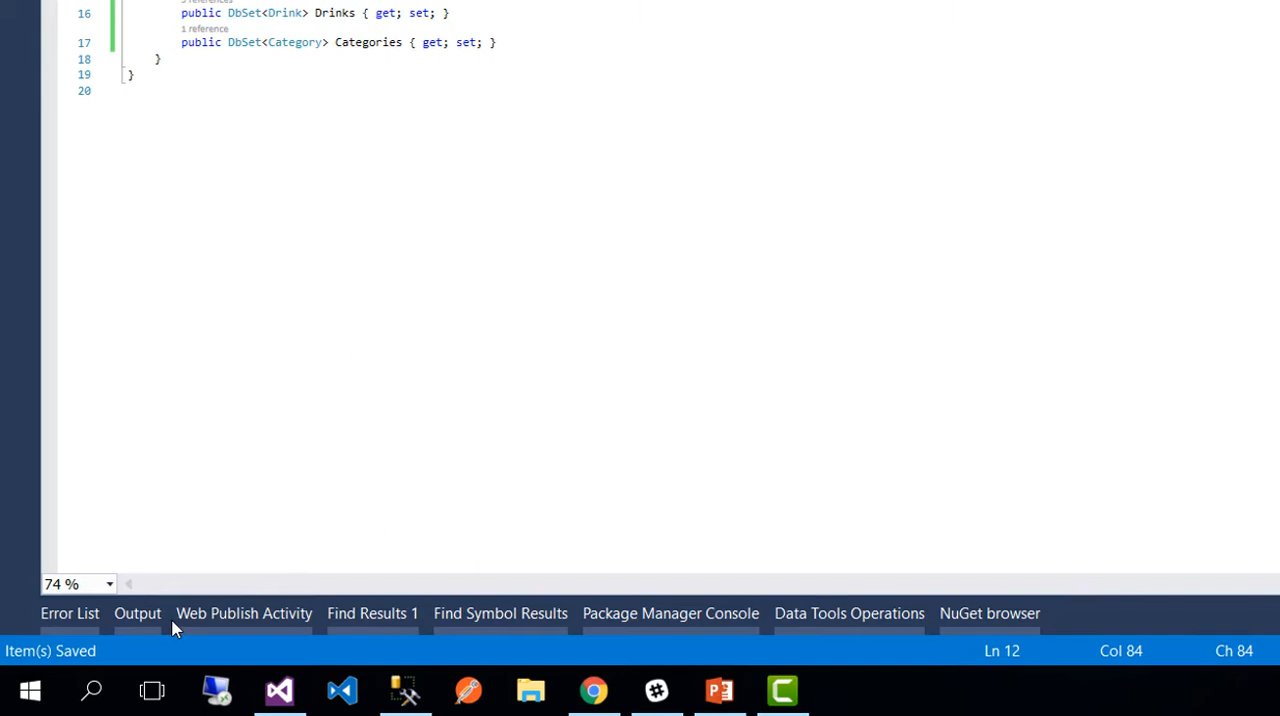 16 public DbSet<Drink> Drinks { get; set; }
1 reference
17 public DbSet<Category> Categories { get; set; }
18 }
19 }
20
74 %
Error List Output Web Publish Activity Find Results 1 Find Symbol Results Package Manager Console Data Tools Operations NuGet browser
Item(s) Saved Ln 12 Col 84 Ch 84